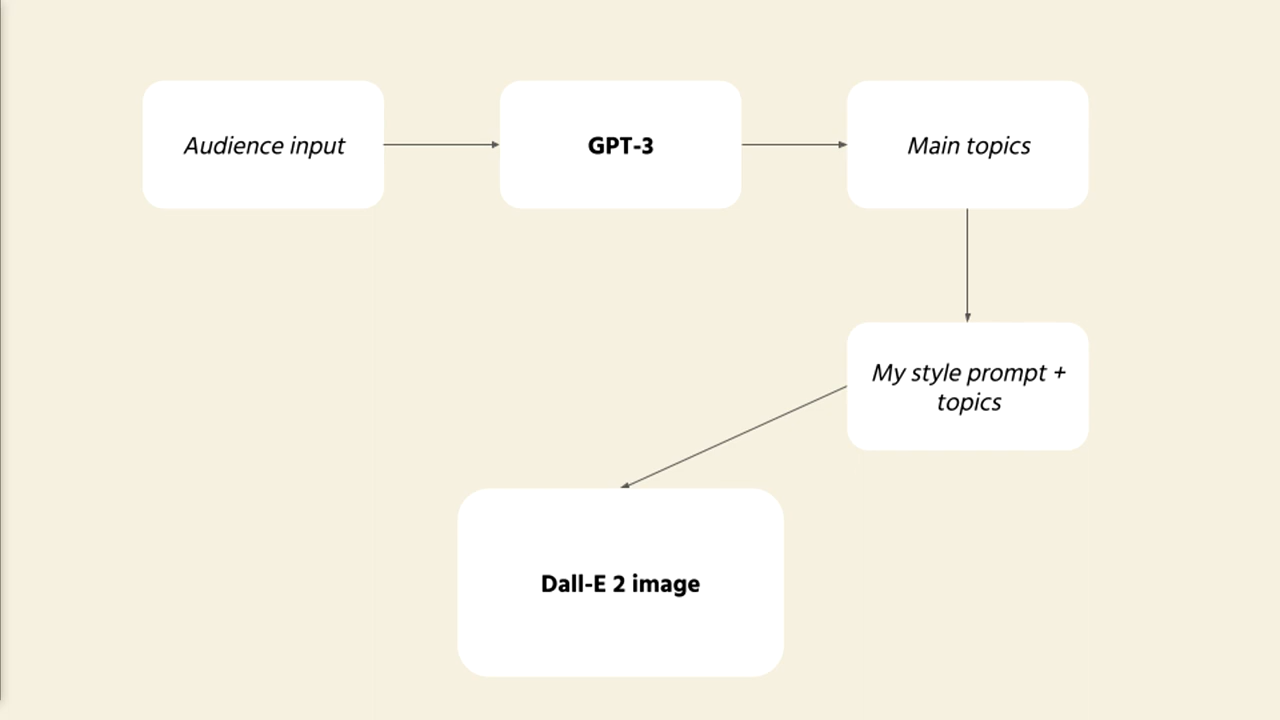 Audience input
GPT-3
Main topics
My style prompt +
topics
Dall-E 2 image